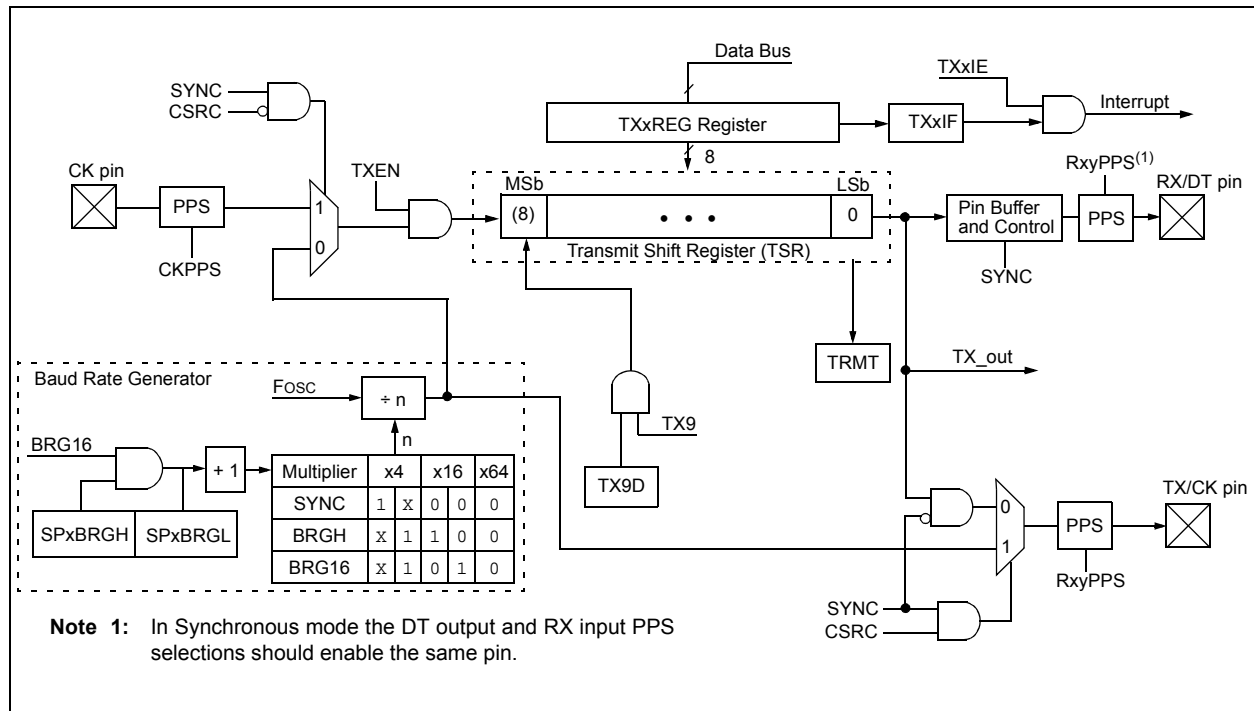 Data Bus
TXxIE
SYNC
CSRC
Interrupt
TXxREG Register
TXxIF
8
CK pin
TXEN
RxyPPS(1)
RX/DT pin
MSb
LSb
PPS
1
(8)
• • •
0
Pin Buffer
and Control
PPS
0
Transmit Shift Register (TSR)
CKPPS
SYNC
TRMT
TX_out
Baud Rate Generator
FOSC
÷ n
n
TX9
BRG16
+ 1
Multiplier x4 x16 x64
TX9D
SYNC 1 X 0 0 0
SPxBRGH SPxBRGL
BRGH X 1 1 0 0
BRG16 X 1 0 1 0
TX/CK pin
0
PPS
1
RxyPPS
SYNC
CSRC
Note 1: In Synchronous mode the DT output and RX input PPS
selections should enable the same pin.